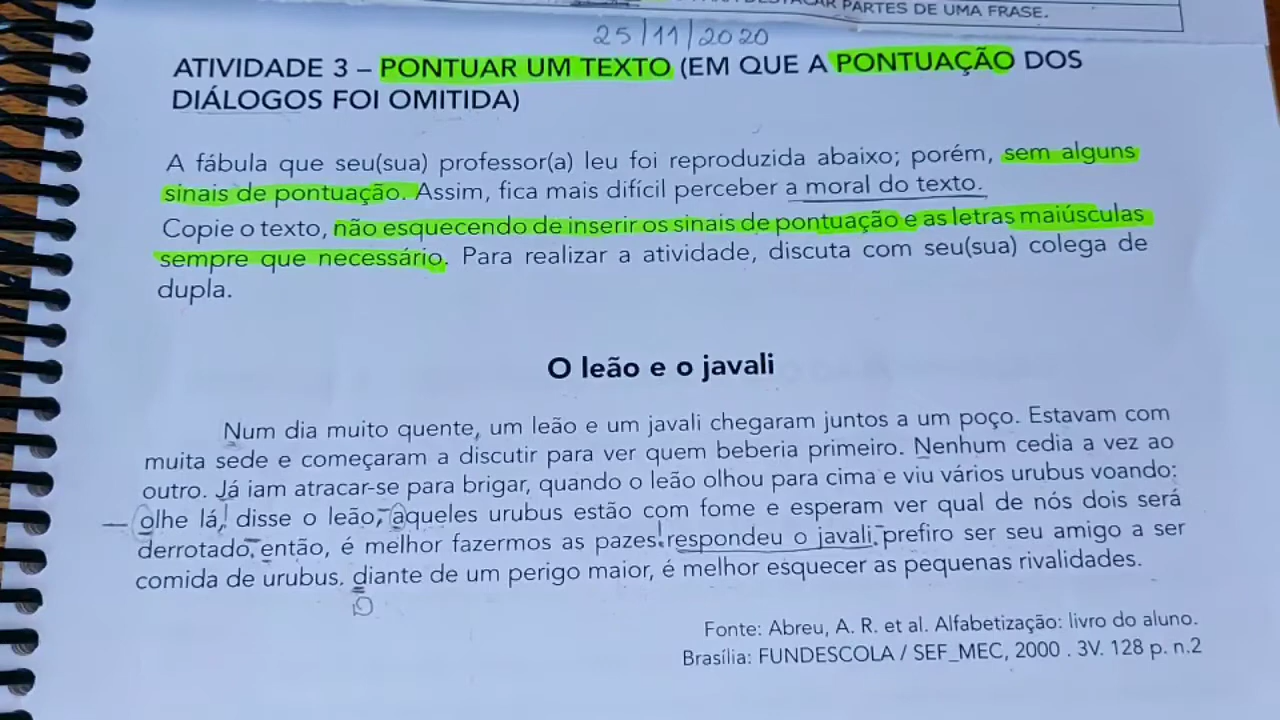 PARTES DE UMA FRASE.
25/11/2020
ATIVIDADE 3 – PONTUAR UM TEXTO (EM QUE A PONTUAÇÃO DOS
DIÁLOGOS FOI OMITIDA)
A fábula que seu(sua) professor(a) leu foi reproduzida abaixo; porém, sem alguns
sinais de pontuação. Assim, fica mais difícil perceber a moral do texto.
Copie o texto, não esquecendo de inserir os sinais de pontuação e as letras maiúsculas
sempre que necessário. Para realizar a atividade, discuta com seu(sua) colega de
dupla.
O leão e o javali
Num dia muito quente, um leão e um javali chegaram juntos a um poço. Estavam com
muita sede e começaram a discutir para ver quem beberia primeiro. Nenhum cedia a vez ao
outro. Já iam atracar-se para brigar, quando o leão olhou para cima e viu vários urubus voando:
— olhe lá! disse o leão, — aqueles urubus estão com fome e esperam ver qual de nós dois será
derrotado. — então, é melhor fazermos as pazes! respondeu o javali. — prefiro ser seu amigo a ser
comida de urubus. diante de um perigo maior, é melhor esquecer as pequenas rivalidades.
D
Fonte: Abreu, A. R. et al. Alfabetização: livro do aluno.
Brasília: FUNDESCOLA / SEF_MEC, 2000 . 3V. 128 p. n.2